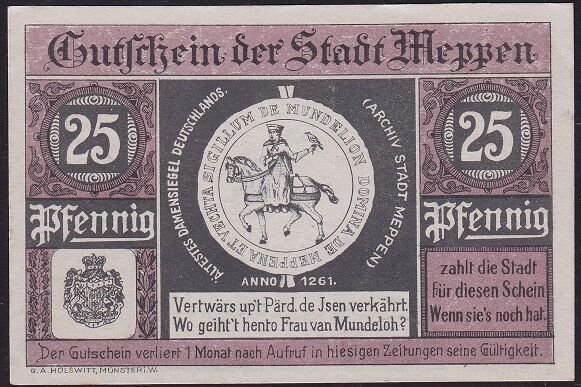 Gutschein der Stadt Meppen
25
Pfennig
ÄLTESTES DAMENSIEGEL DEUTSCHLANDS.
SIGILLUM DE MUNDELION DOMINA DE MEPPENA ET VECHTA
(ARCHIV STADT MEPPEN)
ANNO 1261.
Vertwärs up't Pärd. de Jsen verkährt.
Wo geiht't hento Frau van Mundeloh?
25
Pfennig
zahlt die Stadt
für diesen Schein
Wenn sie's noch hat.
Der Gutschein verliert 1 Monat nach Aufruf in hiesigen Zeitungen seine Gültigkeit.
G. A. HÜLSWITT, MÜNSTER i.W.